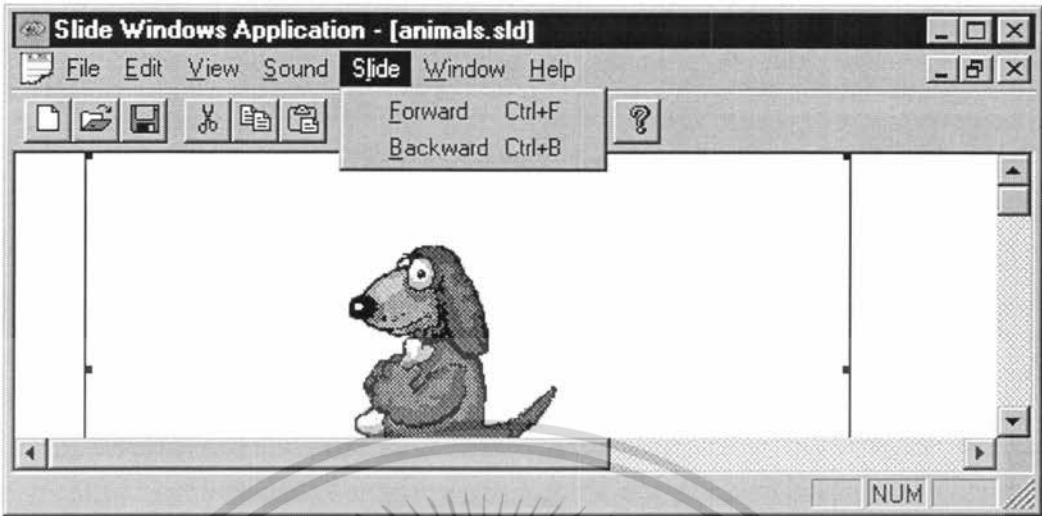 Slide Windows Application - [animals.sld]
File Edit View Sound Slide Window Help
Forward Ctrl+F
Backward Ctrl+B
NUM